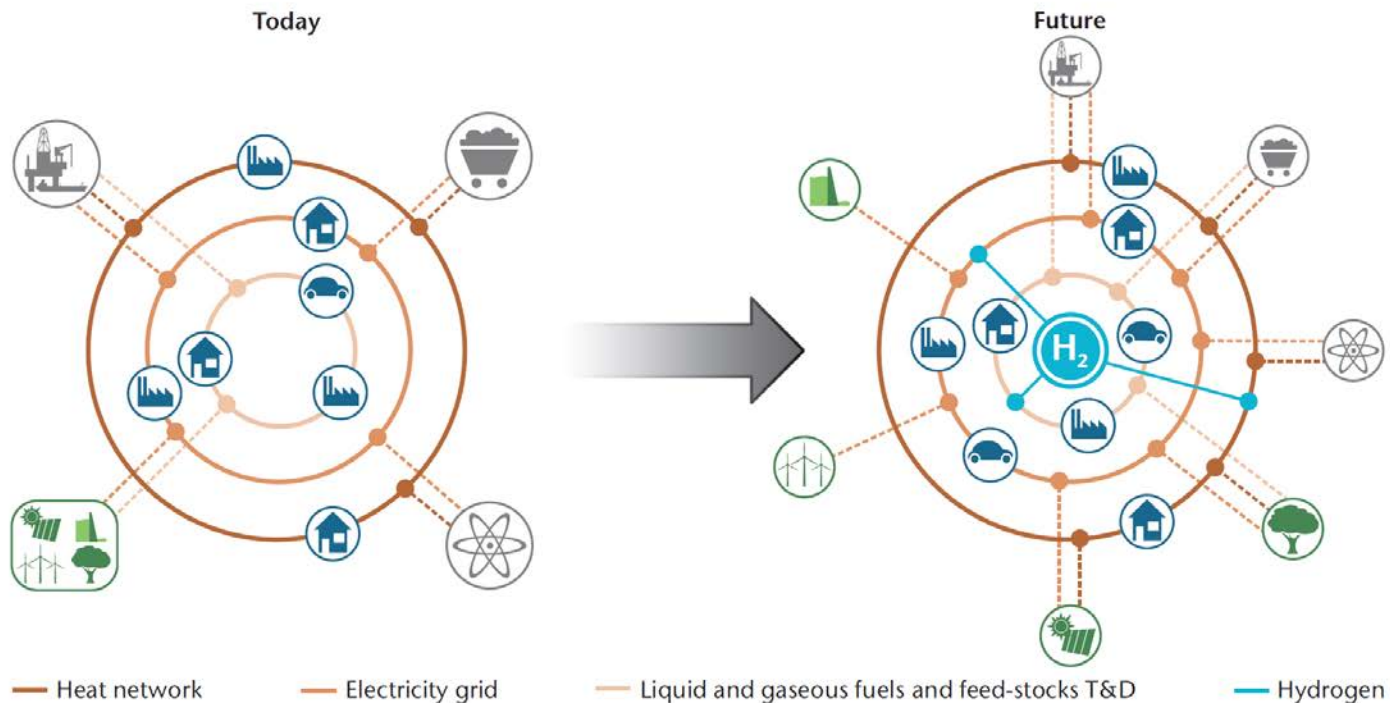 Today
Future
H₂
Heat network
Electricity grid
Liquid and gaseous fuels and feed-stocks T&D
Hydrogen